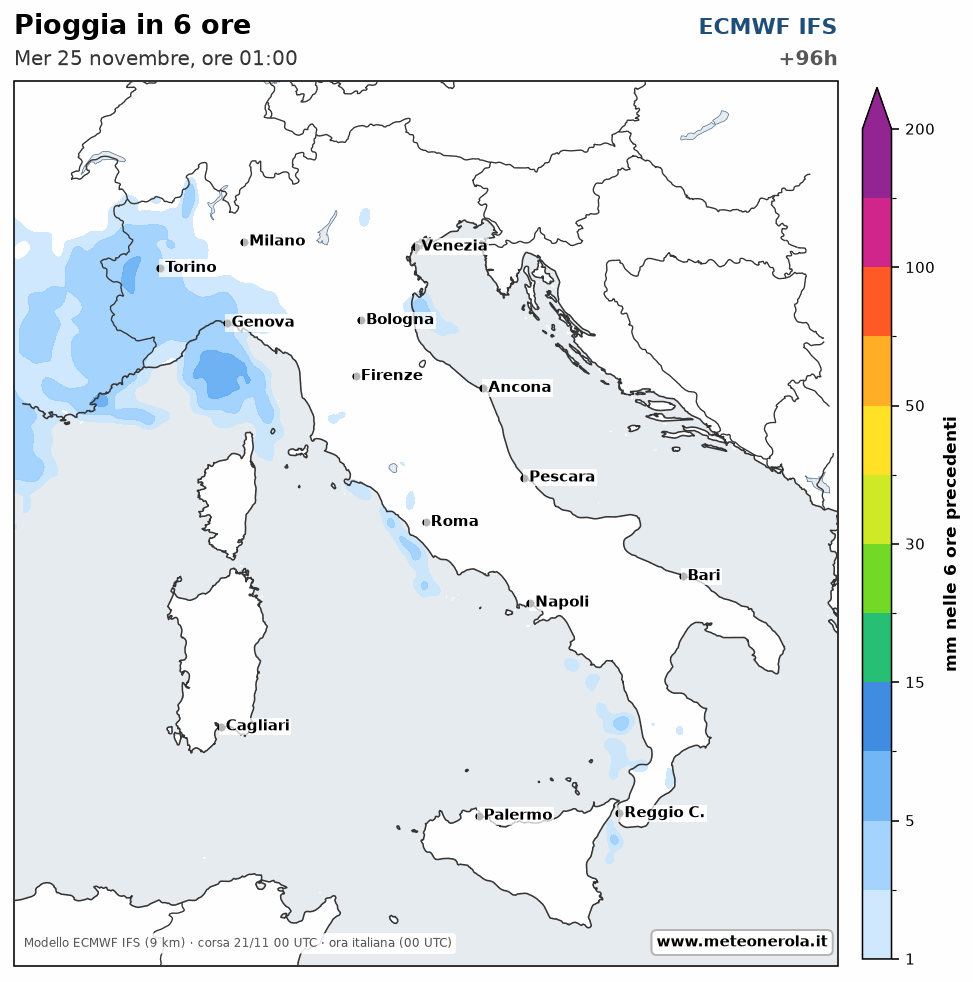 Pioggia in 6 ore
ECMWF IFS
Mer 25 novembre, ore 01:00
+96h
Milano
Venezia
Torino
Genova
Bologna
Firenze
Ancona
Pescara
Roma
Bari
Napoli
Cagliari
Palermo
Reggio C.
Modello ECMWF IFS (9 km) · corsa 21/11 00 UTC · ora italiana (00 UTC)
www.meteonerola.it
200
100
50
30
15
5
1
mm nelle 6 ore precedenti